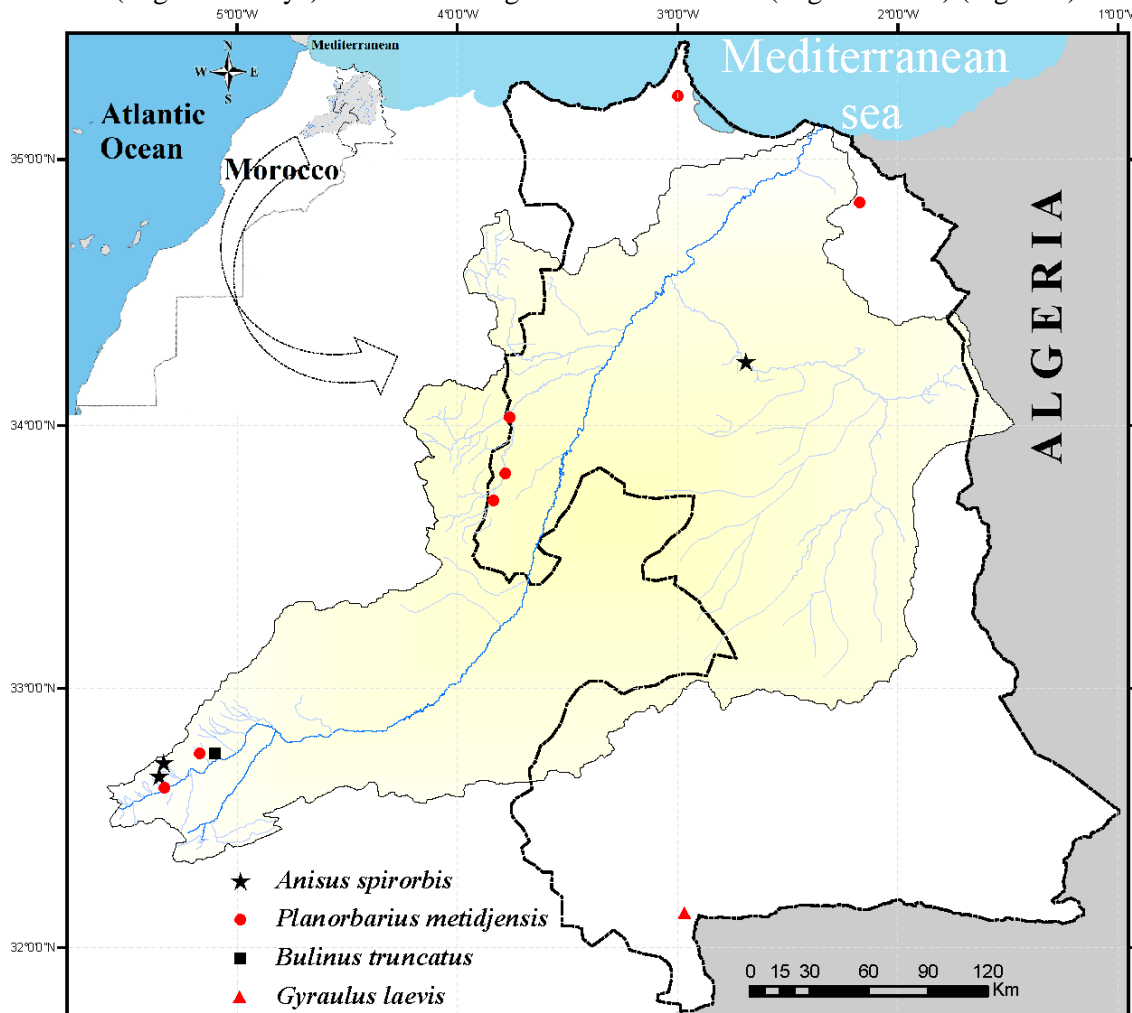 5°0'0"W 4°0'0"W 3°0'0"W 2°0'0"W 1°0'0"W
N
W E
S
Mediterranean
Mediterranean
sea
Atlantic
Ocean
Morocco
35°0'0"N
34°0'0"N
33°0'0"N
32°0'0"N
ALGERIA
Anisus spirorbis
Planorbarius metidjensis
Bulinus truncatus
Gyraulus laevis
0 15 30 60 90 120
Km